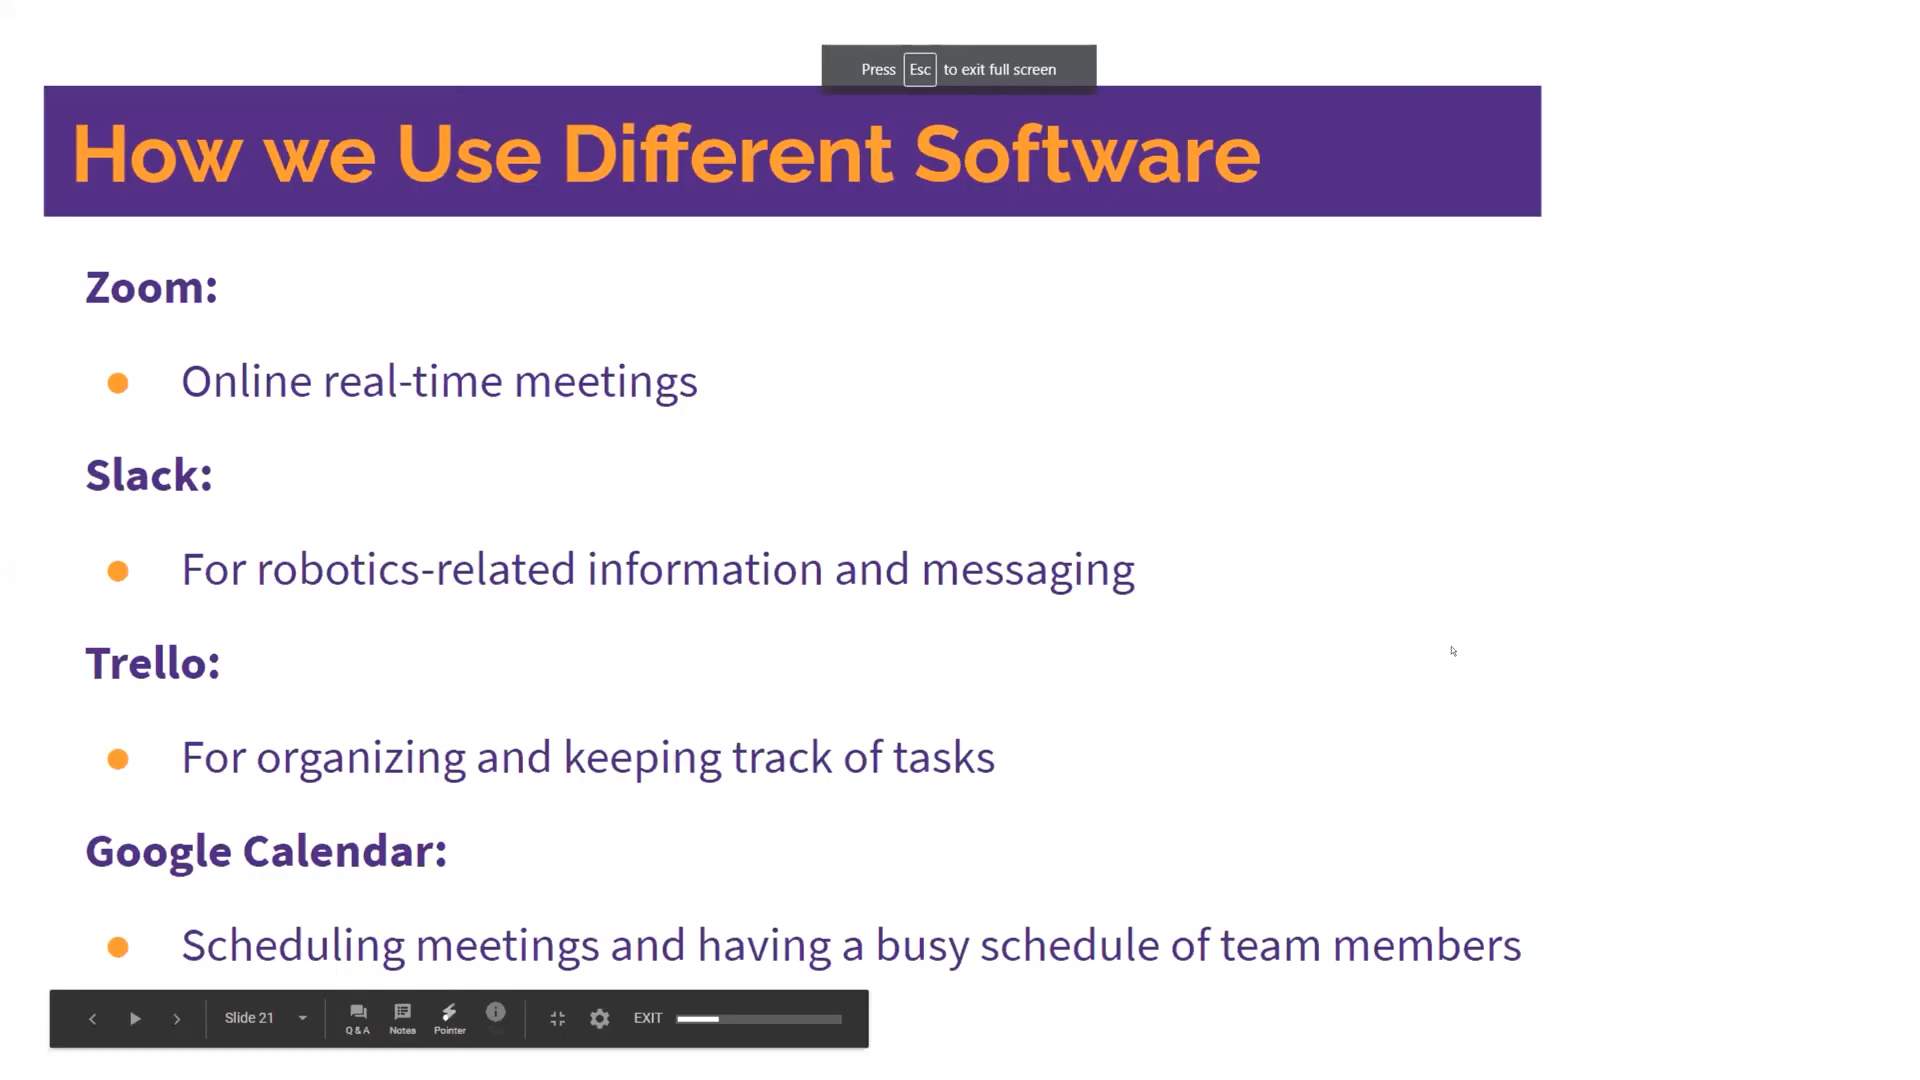 Press Esc to exit full screen
How we Use Different Software
Zoom:
● Online real-time meetings
Slack:
● For robotics-related information and messaging
Trello:
● For organizing and keeping track of tasks
Google Calendar:
● Scheduling meetings and having a busy schedule of team members
Slide 21 Q & A Notes Pointer EXIT